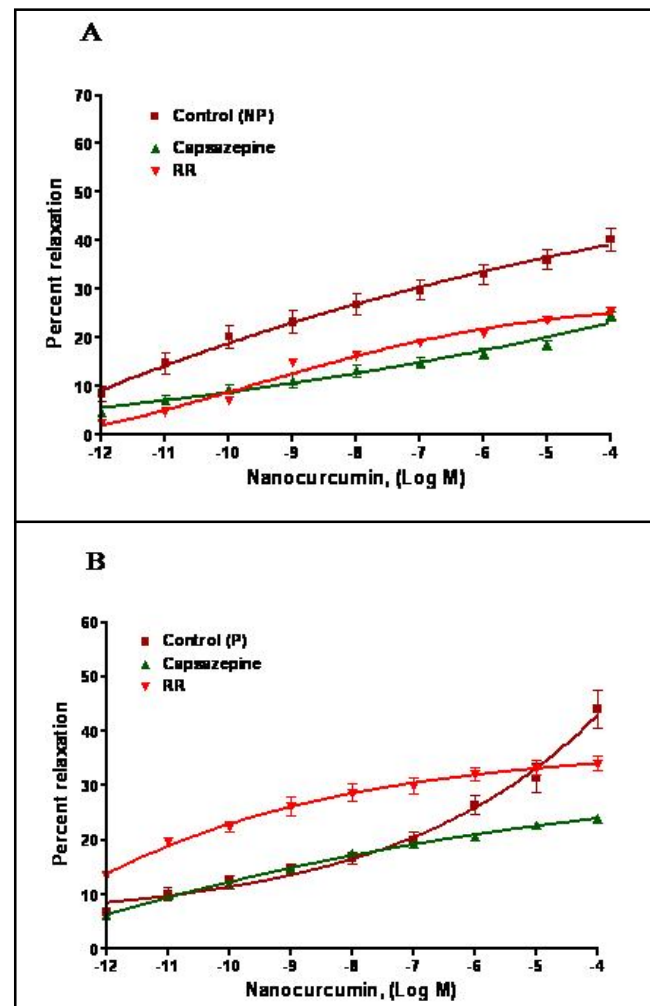 A
70
Control (NP)
60
Capsazepine
RR
50
40
30
20
10
0
Percent relaxation
-12 -11 -10 -9 -8 -7 -6 -5 -4
Nanocurcumin, (Log M)
B
60
Control (P)
Capsazepine
50
RR
40
30
20
10
0
Percent relaxation
-12 -11 -10 -9 -8 -7 -6 -5 -4
Nanocurcumin, (Log M)